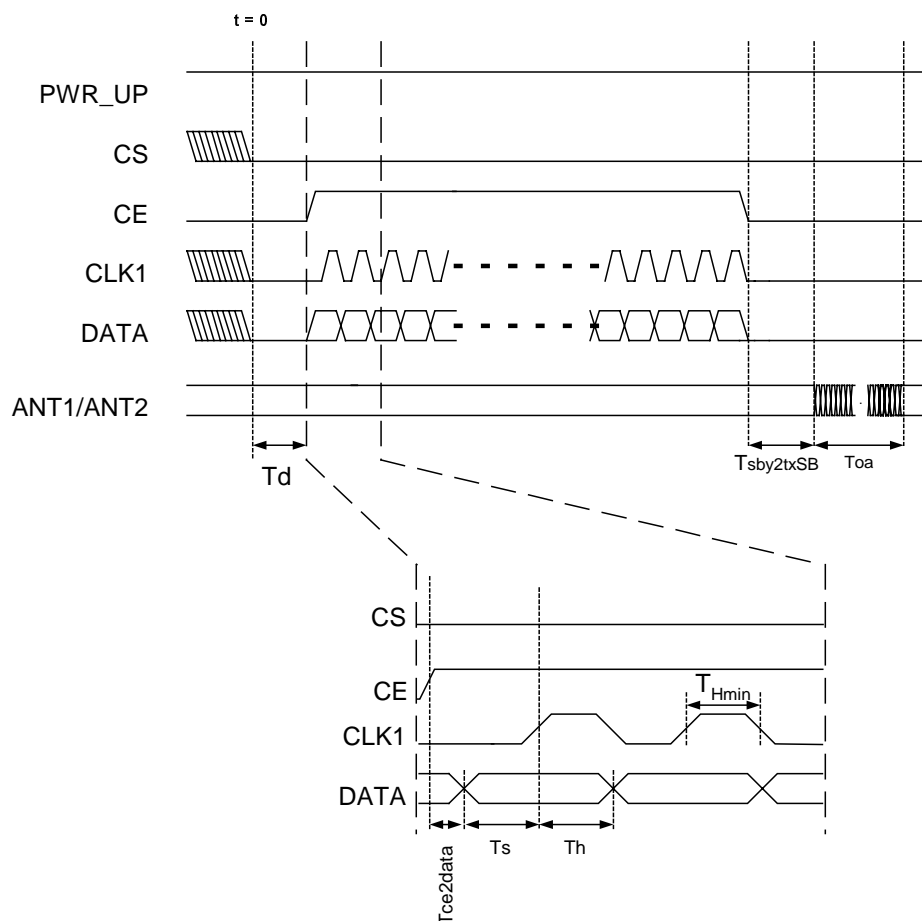 t = 0
PWR_UP
CS
CE
CLK1
DATA
ANT1/ANT2
Td
Tsby2txSB
Toa
CS
CE
THmin
CLK1
DATA
Tce2data
Ts
Th